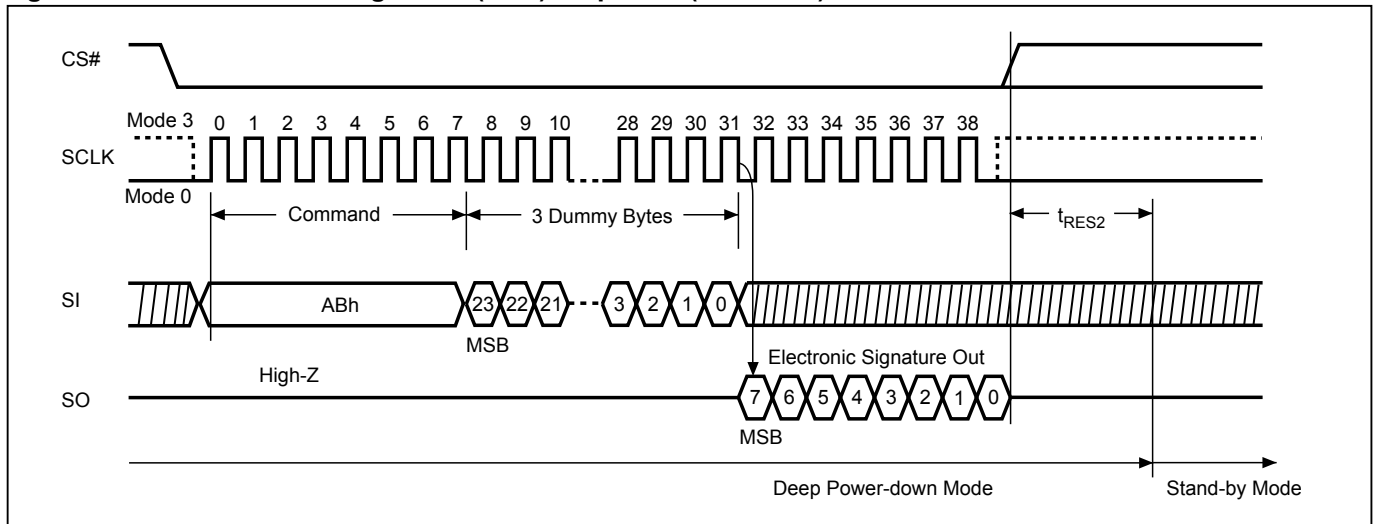 CS#
Mode 3 0 1 2 3 4 5 6 7 8 9 10 28 29 30 31 32 33 34 35 36 37 38
SCLK
Mode 0
Command 3 Dummy Bytes tRES2
SI ABh 23 22 21 3 2 1 0
MSB
Electronic Signature Out
High-Z
SO 7 6 5 4 3 2 1 0
MSB
Deep Power-down Mode Stand-by Mode